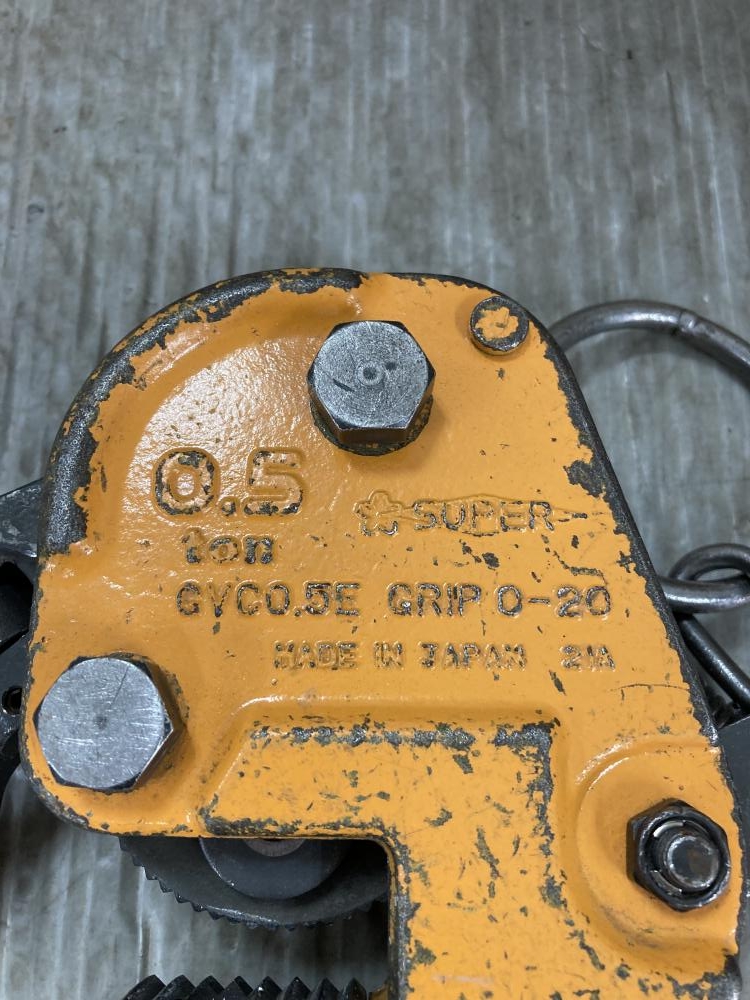 0.5
ton
SUPER
GVC0.5E GRIP 0-20
MADE IN JAPAN 21A